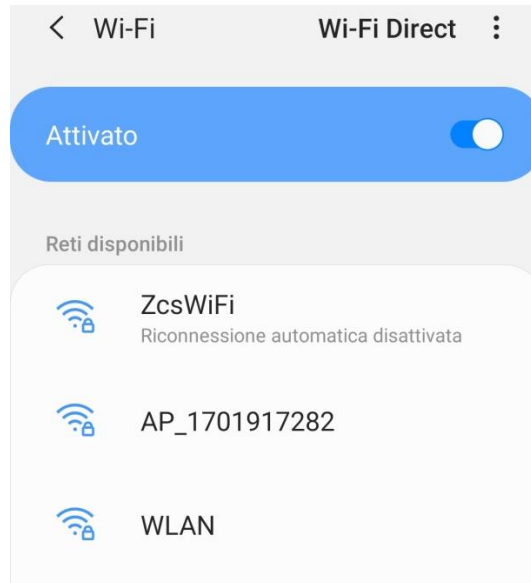 Wi-Fi Wi-Fi Direct
Attivato
Reti disponibili
ZcsWiFi
Riconnessione automatica disattivata
AP_1701917282
WLAN